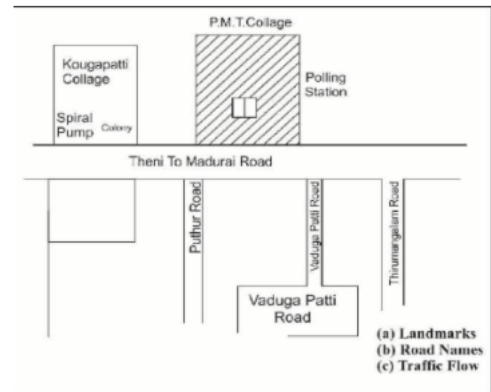 P.M.T.Collage
Kougapatti
Collage
Polling
Station
Spiral
Pump
Colony
Theni To Madurai Road
Puthur Road
Vaduga Patti Road
Thirumangalam Road
Vaduga Patti
Road
(a) Landmarks
(b) Road Names
(c) Traffic Flow